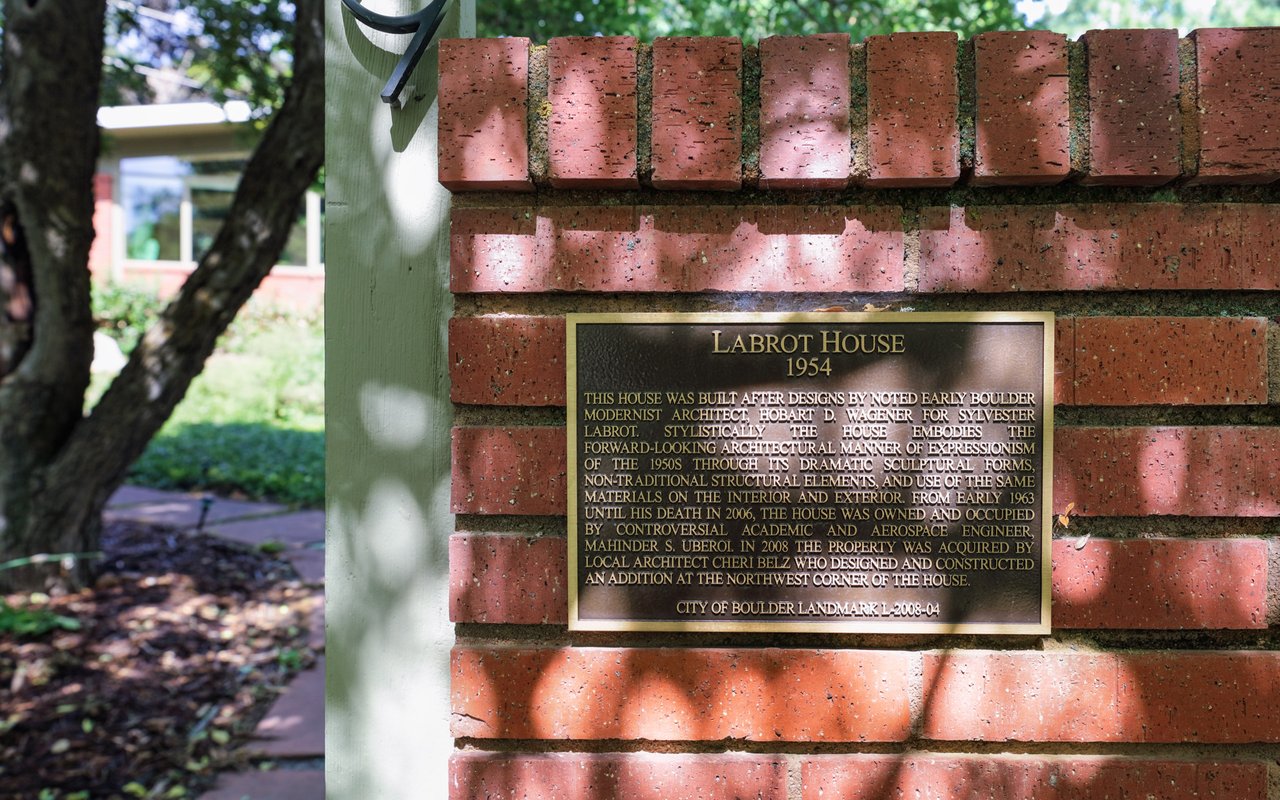 LABROT HOUSE
1954
THIS HOUSE WAS BUILT AFTER DESIGNS BY NOTED EARLY BOULDER
MODERNIST ARCHITECT, HOBART D. WAGENER FOR SYLVESTER
LABROT. STYLISTICALLY THE HOUSE EMBODIES THE
FORWARD-LOOKING ARCHITECTURAL MANNER OF EXPRESSIONISM
OF THE 1950S THROUGH ITS DRAMATIC SCULPTURAL FORMS,
NON-TRADITIONAL STRUCTURAL ELEMENTS, AND USE OF THE SAME
MATERIALS ON THE INTERIOR AND EXTERIOR. FROM EARLY 1963
UNTIL HIS DEATH IN 2006, THE HOUSE WAS OWNED AND OCCUPIED
BY CONTROVERSIAL ACADEMIC AND AEROSPACE ENGINEER,
MAHINDER S. UBEROI. IN 2008 THE PROPERTY WAS ACQUIRED BY
LOCAL ARCHITECT CHERI BELZ WHO DESIGNED AND CONSTRUCTED
AN ADDITION AT THE NORTHWEST CORNER OF THE HOUSE.
CITY OF BOULDER LANDMARK L-2008-04